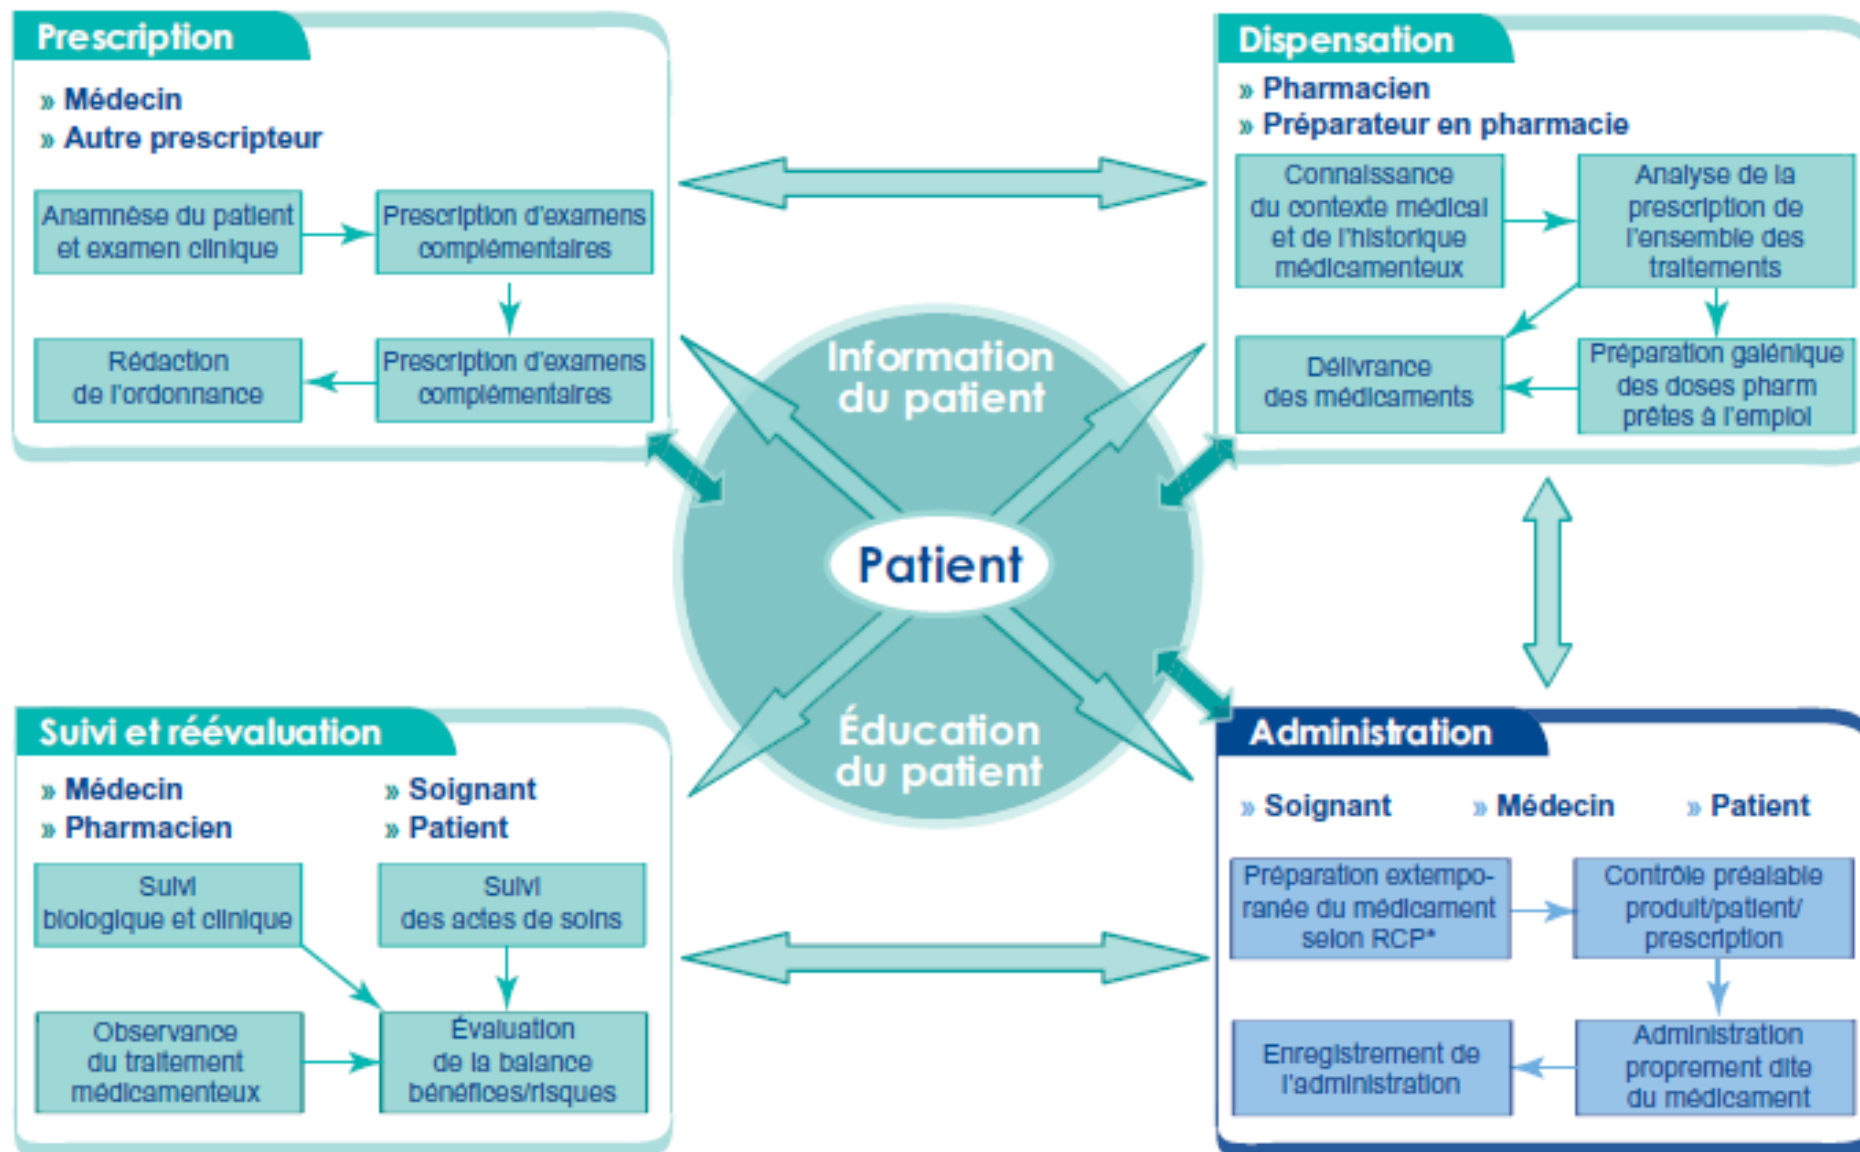 Prescription
» Médecin
» Autre prescripteur
Anamnèse du patient
et examen clinique
Prescription d'examens
complémentaires
Rédaction
de l'ordonnance
Prescription d'examens
complémentaires
Dispensation
» Pharmacien
» Préparateur en pharmacie
Connaissance
du contexte médical
et de l'historique
médicamenteux
Analyse de la
prescription de
l'ensemble des
traitements
Délivrance
des médicaments
Préparation galénique
des doses pharm
prêtes à l'emploi
Information
du patient
Patient
Éducation
du patient
Suivi et réévaluation
» Médecin
» Pharmacien
» Soignant
» Patient
Suivi
biologique et clinique
Suivi
des actes de soins
Observance
du traitement
médicamenteux
Évaluation
de la balance
bénéfices/risques
Administration
» Soignant
» Médecin
» Patient
Préparation extempo-
ranée du médicament
selon RCP*
Contrôle préalable
produit/patient/
prescription
Enregistrement de
l'administration
Administration
proprement dite
du médicament